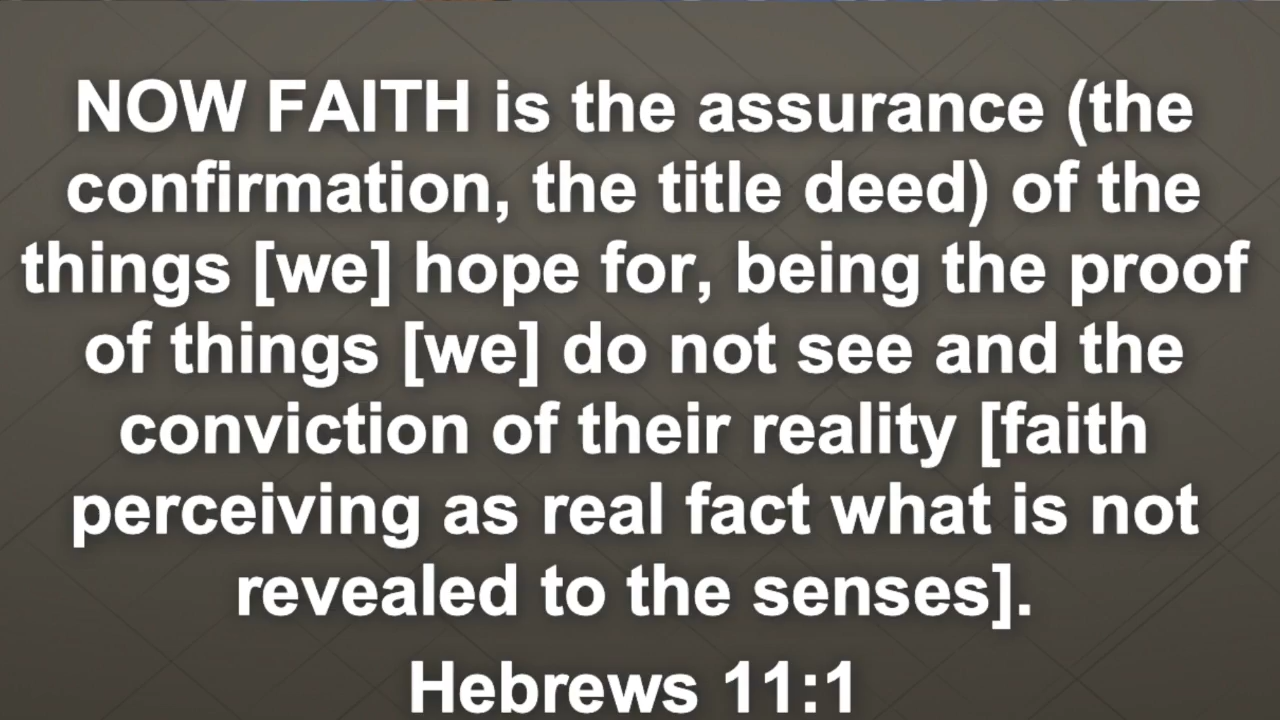 NOW FAITH is the assurance (the
confirmation, the title deed) of the
things [we] hope for, being the proof
of things [we] do not see and the
conviction of their reality [faith
perceiving as real fact what is not
revealed to the senses].
Hebrews 11:1